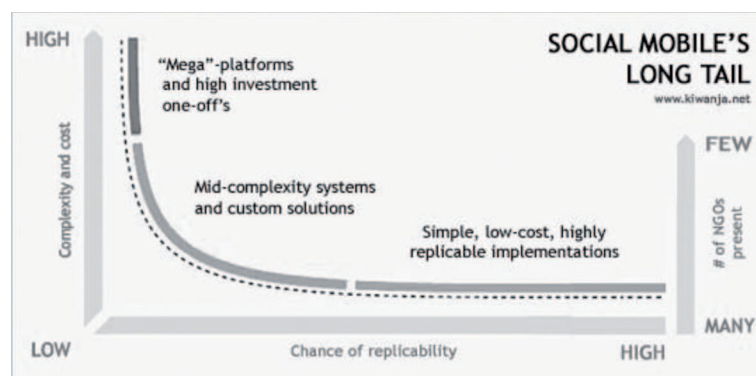 SOCIAL MOBILE'S
LONG TAIL
www.kiwanja.net
HIGH
"Mega"-platforms
and high investment
one-off's
Complexity and cost
Mid-complexity systems
and custom solutions
Simple, low-cost, highly
replicable implementations
FEW
# of NGOs
present
MANY
LOW
Chance of replicability
HIGH